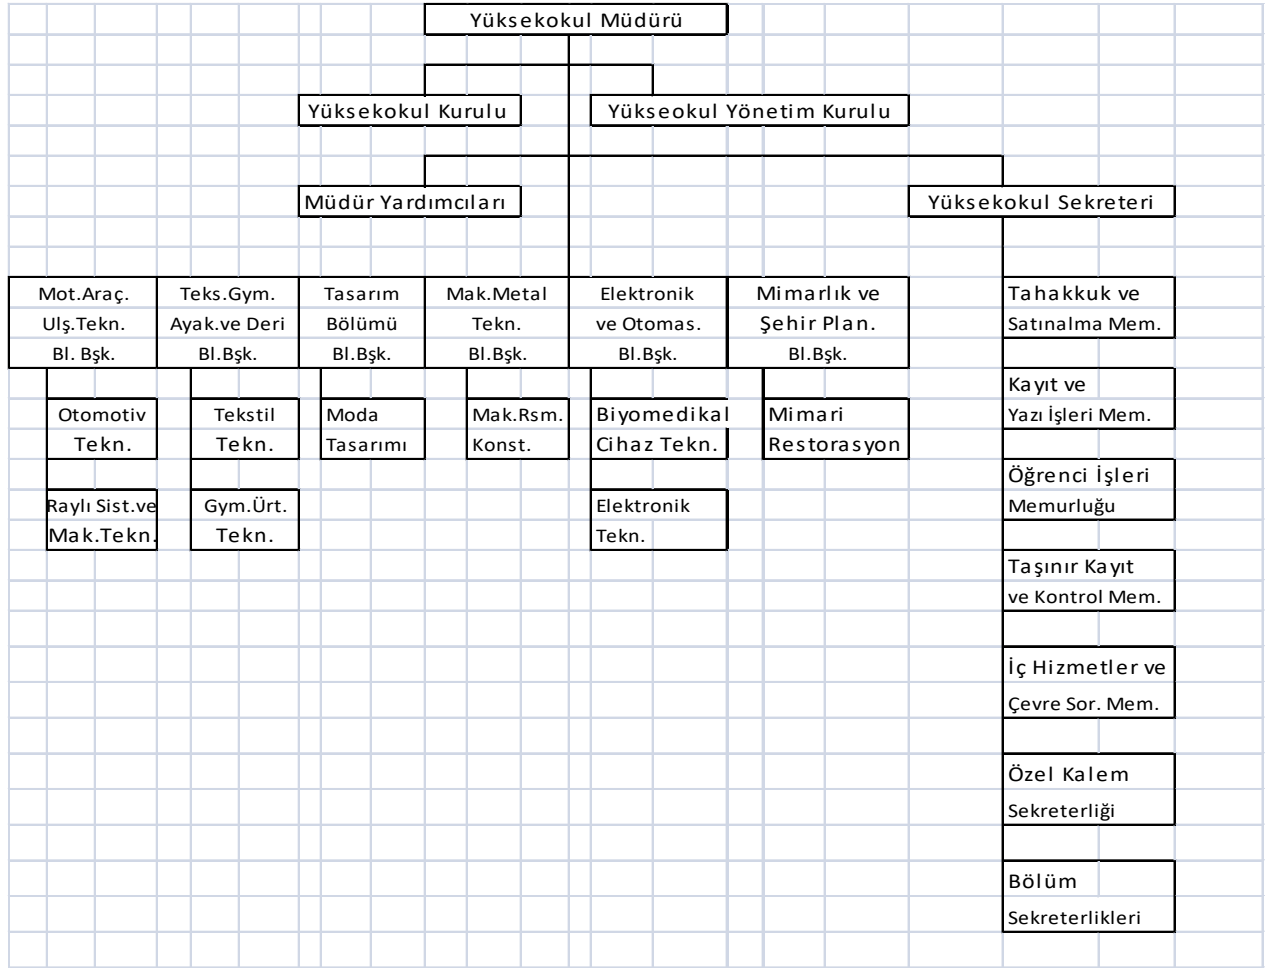 Yüksekokul Müdürü
Yüksekokul Kurulu
Yükseokul Yönetim Kurulu
Müdür Yardımcıları
Yüksekokul Sekreteri
Mot.Araç.
Ulş.Tekn.
Bl. Bşk.
Teks.Gym.
Ayak.ve Deri
Bl.Bşk.
Tasarım
Bölümü
Bl.Bşk.
Mak.Metal
Tekn.
Bl.Bşk.
Elektronik
ve Otomas.
Bl.Bşk.
Mimarlık ve
Şehir Plan.
Bl.Bşk.
Tahakkuk ve
Satınalma Mem.
Otomotiv
Tekn.
Tekstil
Tekn.
Moda
Tasarımı
Mak.Rsm.
Konst.
Biyomedikal
Cihaz Tekn.
Mimari
Restorasyon
Kayıt ve
Yazı İşleri Mem.
Raylı Sist.ve
Mak.Tekn.
Gym.Ürt.
Tekn.
Elektronik
Tekn.
Öğrenci İşleri
Memurluğu
Taşınır Kayıt
ve Kontrol Mem.
İç Hizmetler ve
Çevre Sor. Mem.
Özel Kalem
Sekreterliği
Bölüm
Sekreterlikleri